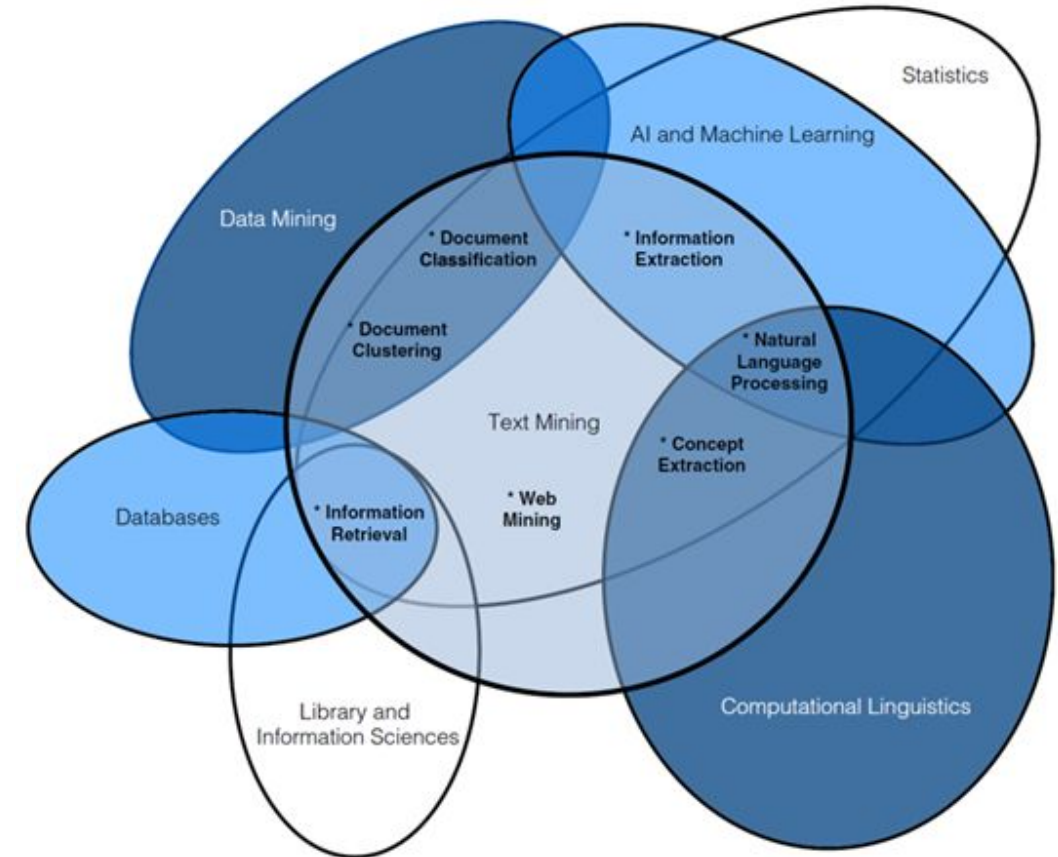 Statistics
AI and Machine Learning
Data Mining
* Document
Classification
* Information
Extraction
* Document
Clustering
* Natural
Language
Processing
Text Mining
* Concept
Extraction
* Web
Mining
Databases
* Information
Retrieval
Library and
Information Sciences
Computational Linguistics